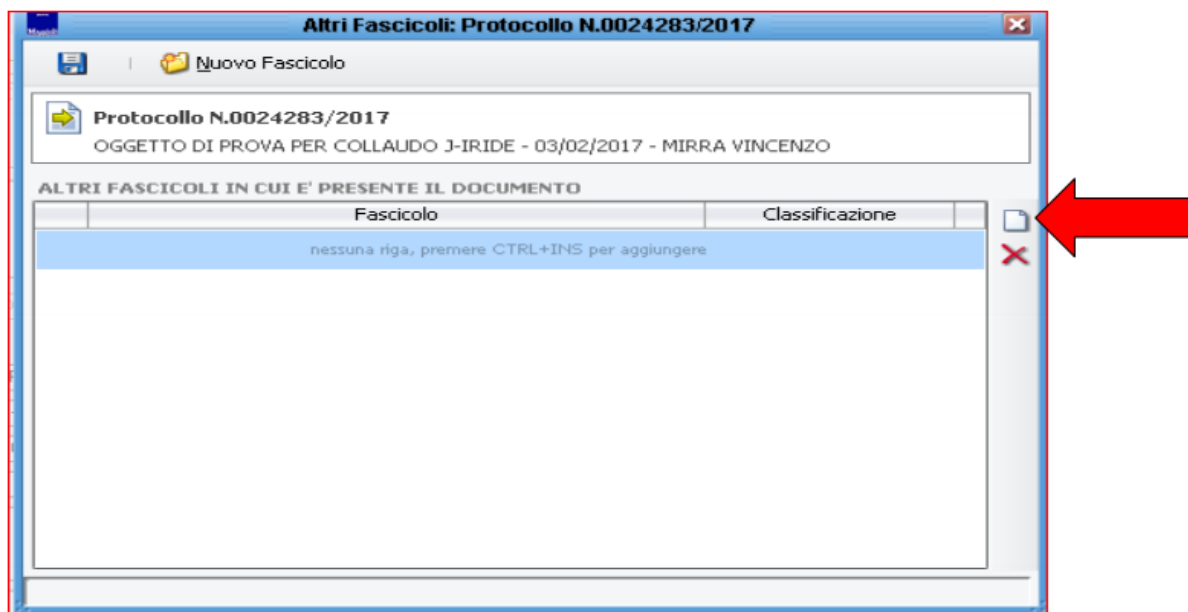 Altri Fascicoli: Protocollo N.0024283/2017
Nuovo Fascicolo
Protocollo N.0024283/2017
OGGETTO DI PROVA PER COLLAUDO J-IRIDE - 03/02/2017 - MIRRA VINCENZO
ALTRI FASCICOLI IN CUI E' PRESENTE IL DOCUMENTO
Fascicolo Classificazione
nessuna riga, premere CTRL+INS per aggiungere